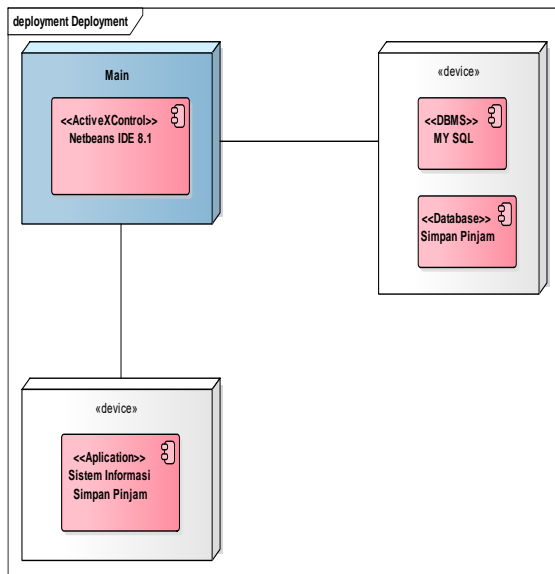 deployment Deployment
Main
<<ActiveXControl>>
Netbeans IDE 8.1
«device»
<<DBMS>>
MY SQL
<<Database>>
Simpan Pinjam
«device»
<<Aplication>>
Sistem Informasi
Simpan Pinjam